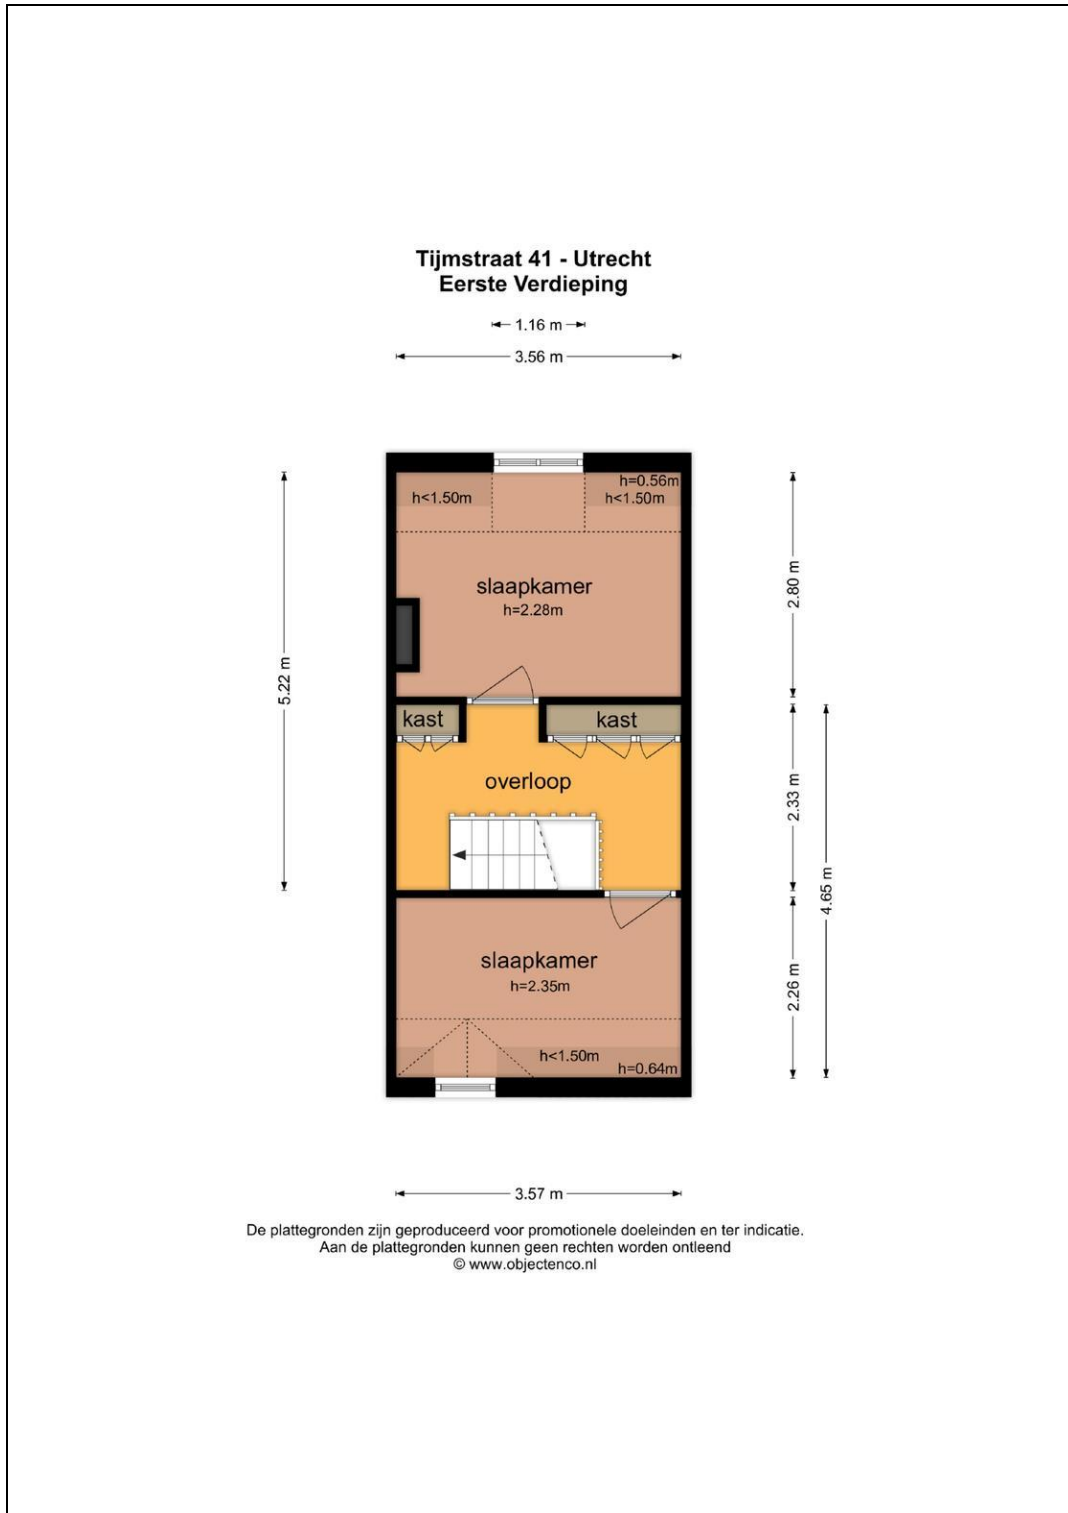 Tijmstraat 41 - Utrecht
Eerste Verdieping
1.16 m
3.56 m
h=0.56m
h<1.50m
h<1.50m
slaapkamer
h=2.28m
2.80 m
5.22 m
kast
kast
overloop
2.33 m
4.65 m
slaapkamer
h=2.35m
2.26 m
h<1.50m
h=0.64m
3.57 m
De plattegronden zijn geproduceerd voor promotionele doeleinden en ter indicatie.
Aan de plattegronden kunnen geen rechten worden ontleend
© www.objectenco.nl